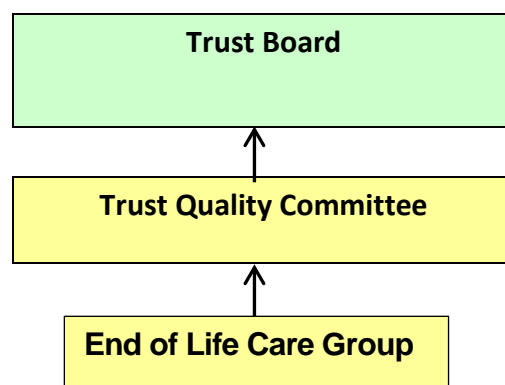 Trust Board
Trust Quality Committee
End of Life Care Group